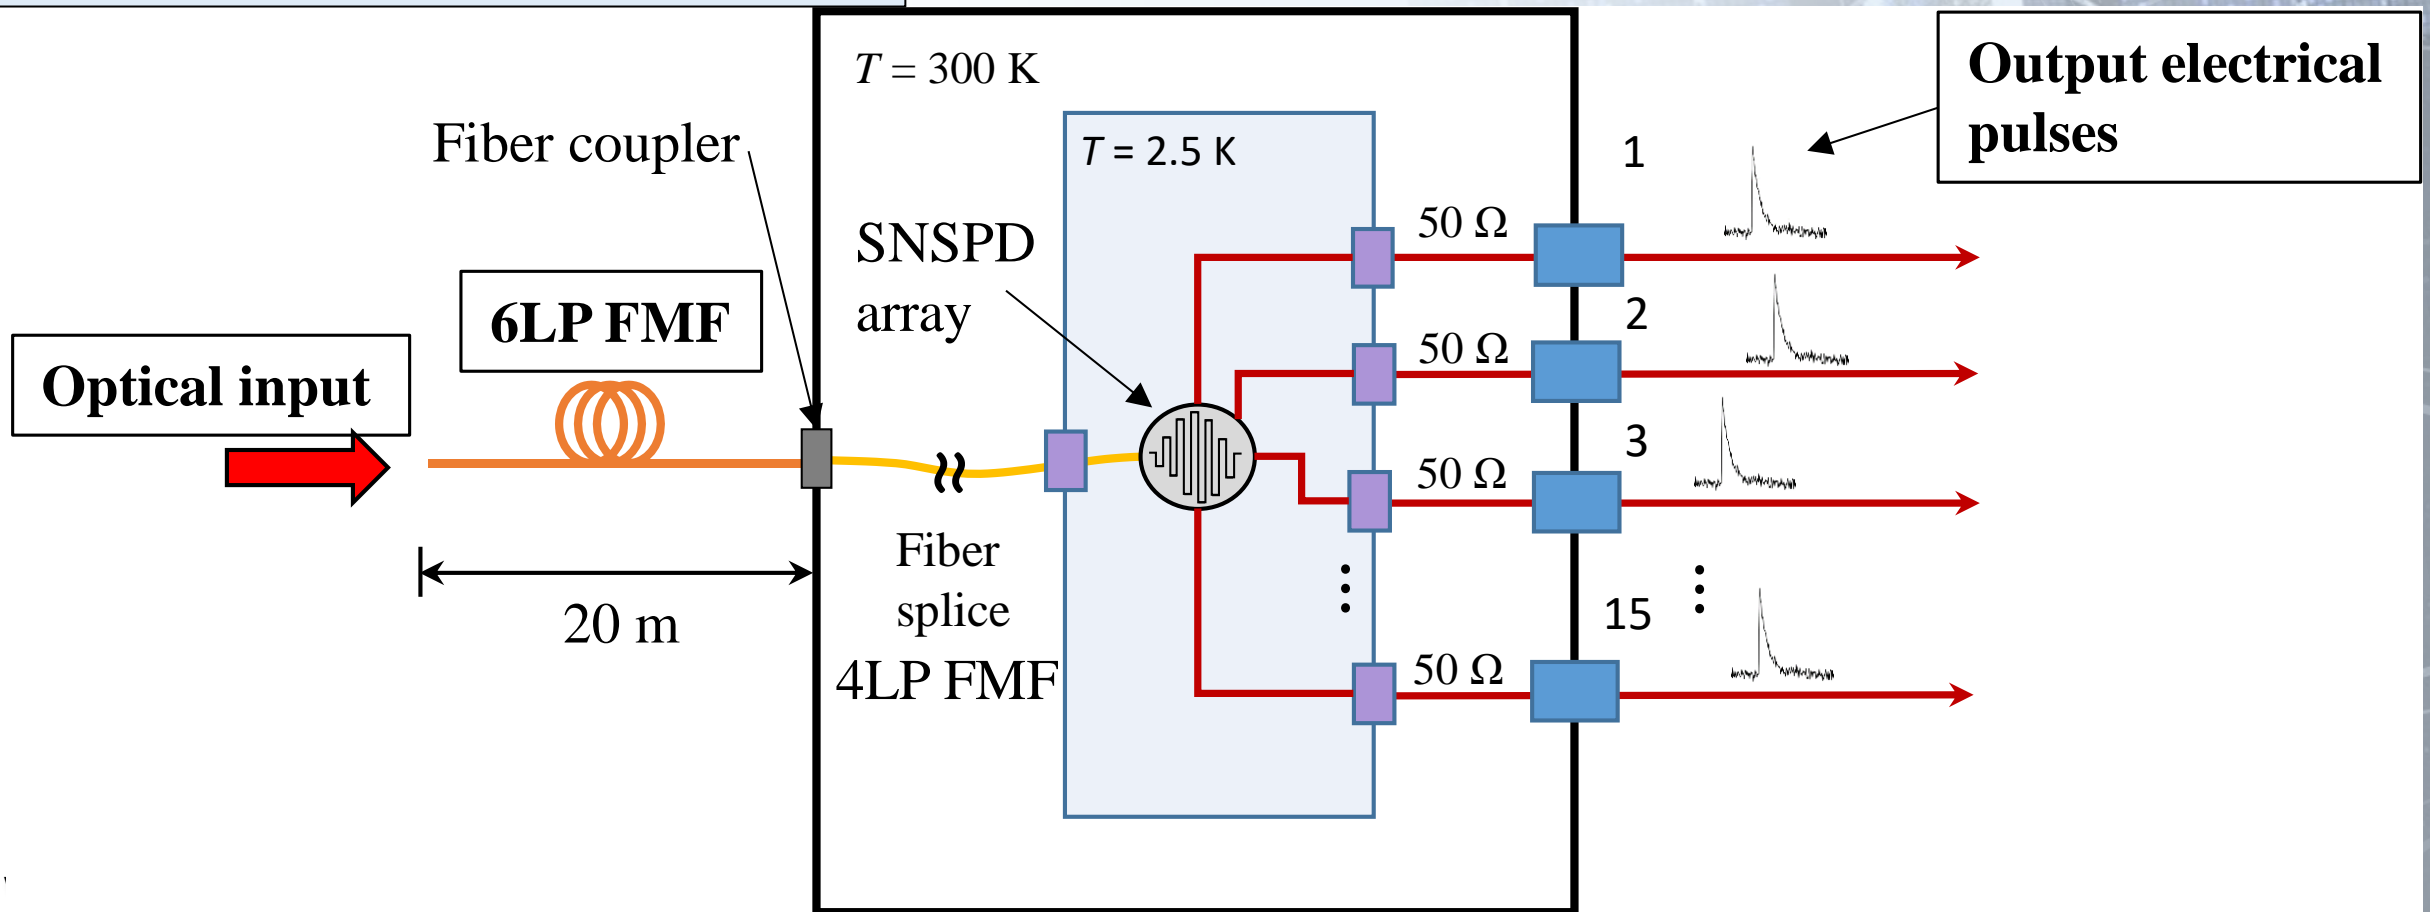 T = 300 K
Output electrical
pulses
Fiber coupler
T = 2.5 K
1
SNSPD
array
50 Ω
6LP FMF
2
50 Ω
Optical input
3
50 Ω
Fiber
splice
4LP FMF
20 m
15
50 Ω